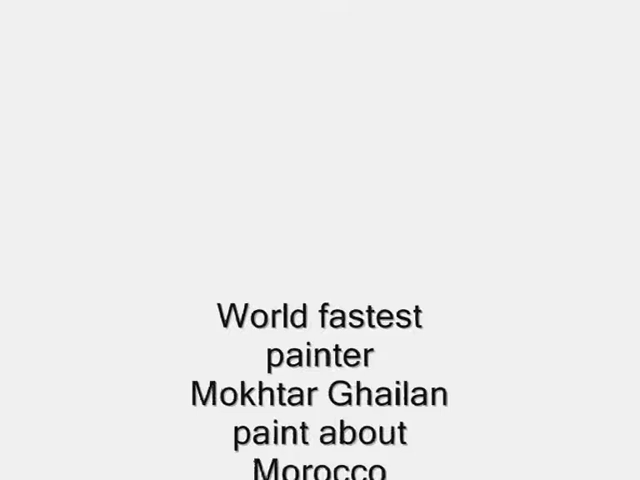 World fastest
painter
Mokhtar Ghailan
paint about
Morocco